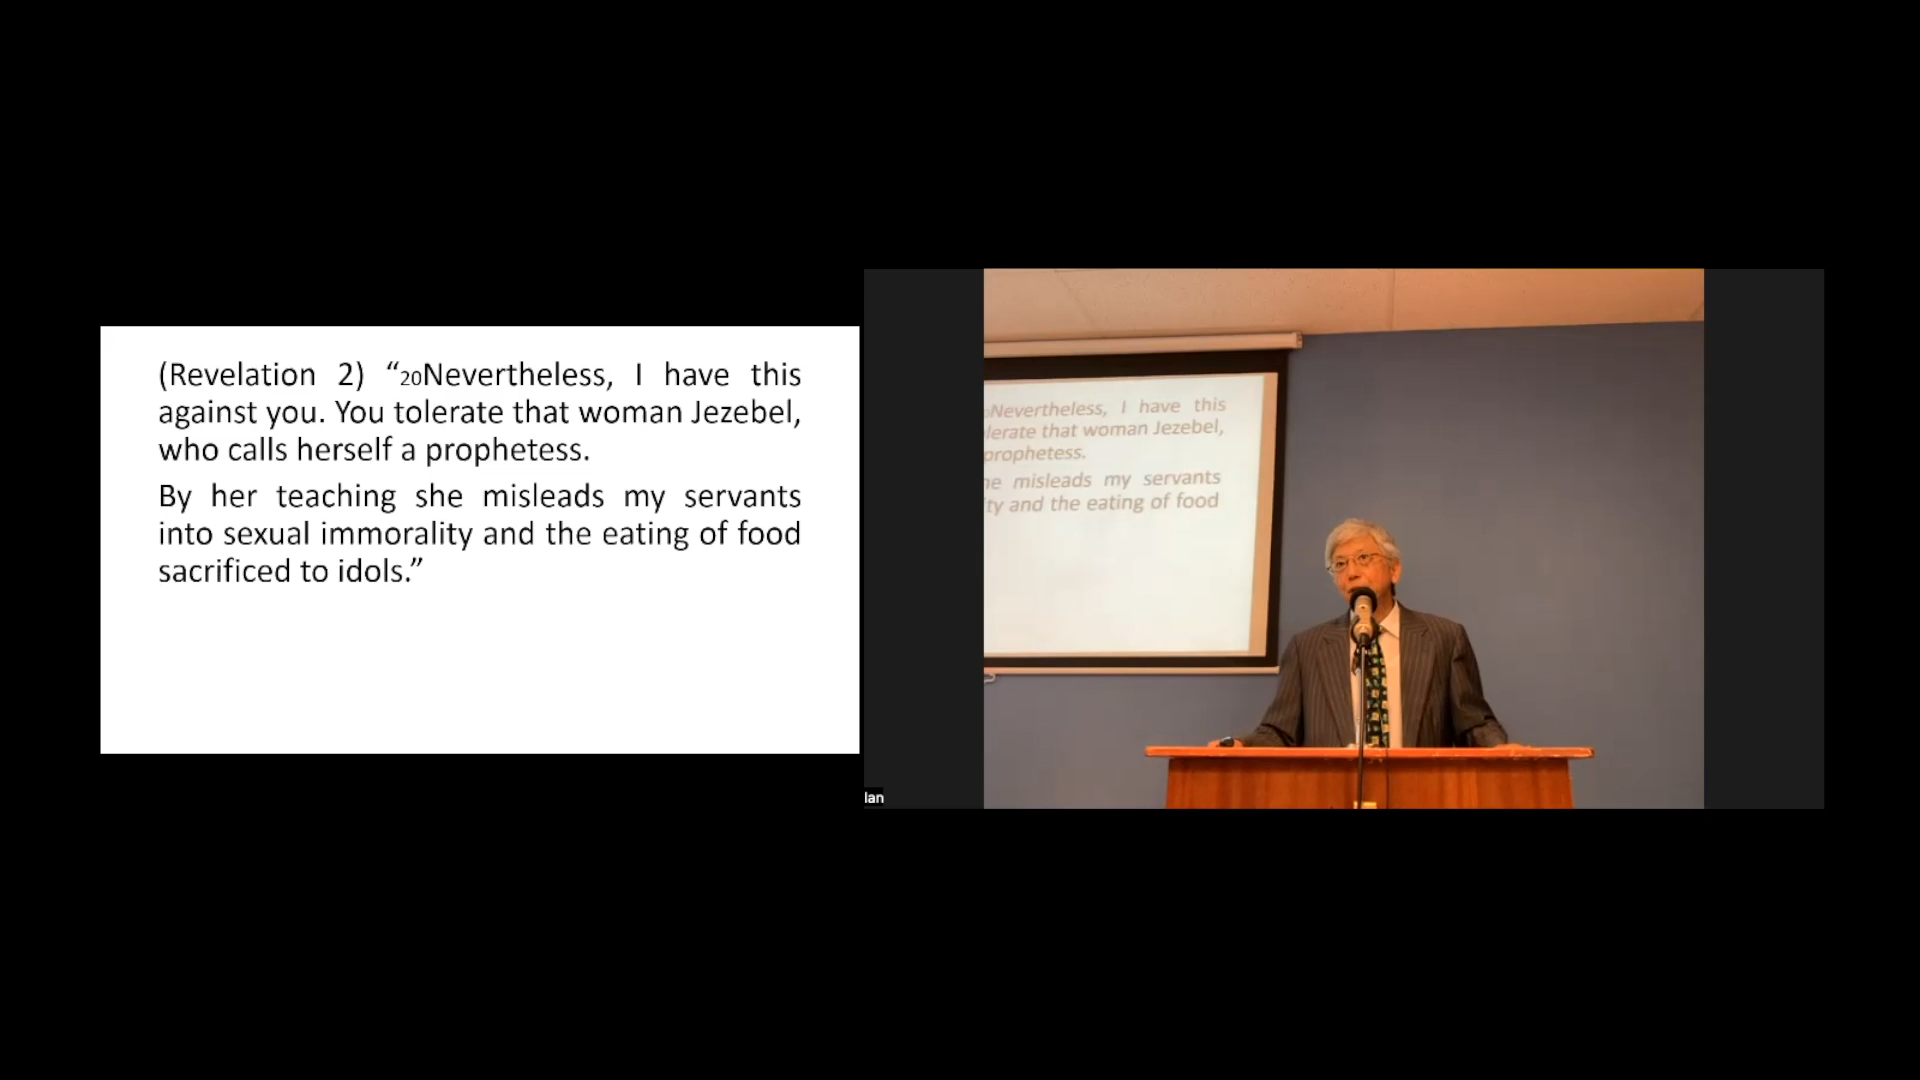 (Revelation 2) “20Nevertheless, I have this
against you. You tolerate that woman Jezebel,
who calls herself a prophetess.
By her teaching she misleads my servants
into sexual immorality and the eating of food
sacrificed to idols.”
Nevertheless, I have this
lerate that woman Jezebel,
prophetess.
he misleads my servants
ty and the eating of food
lan